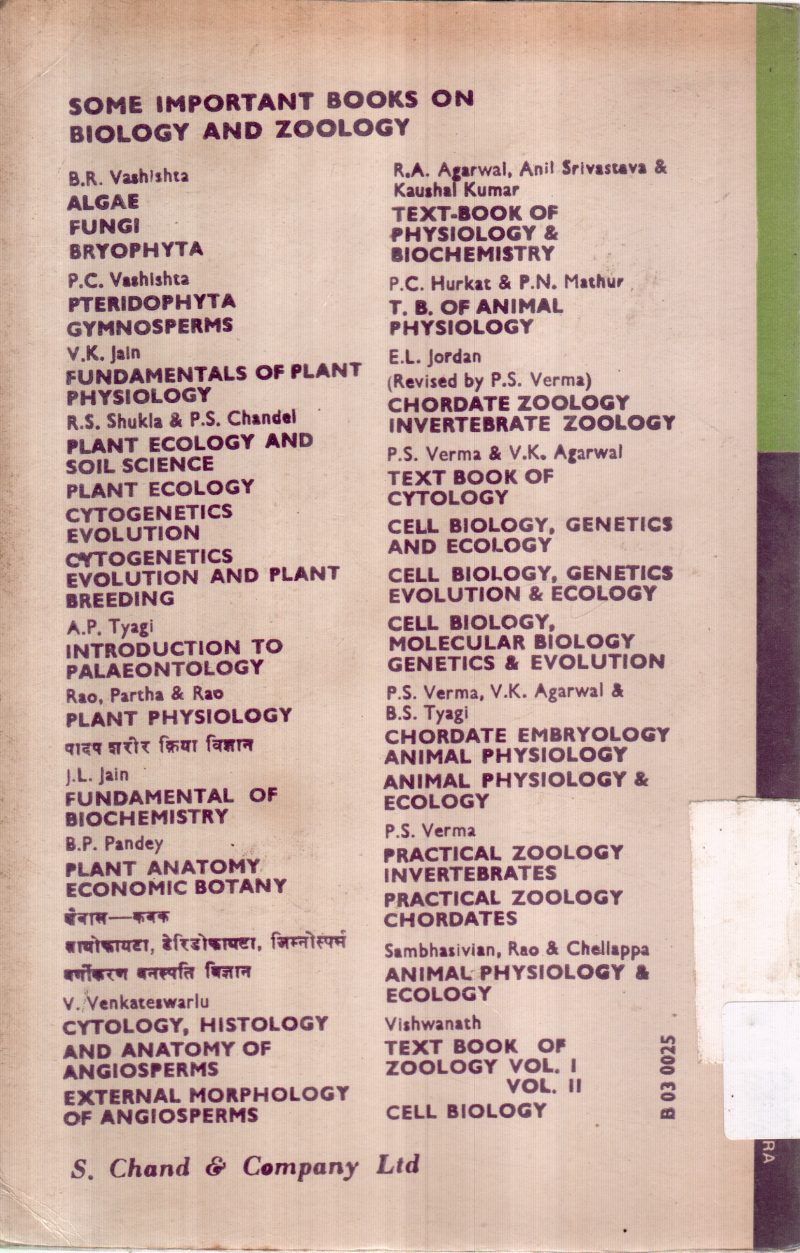 SOME IMPORTANT BOOKS ON
BIOLOGY AND ZOOLOGY
B.R. Vashishta
ALGAE
FUNGI
BRYOPHYTA
P.C. Vashishta
PTERIDOPHYTA
GYMNOSPERMS
V.K. Jain
FUNDAMENTALS OF PLANT
PHYSIOLOGY
R.S. Shukla & P.S. Chandel
PLANT ECOLOGY AND
SOIL SCIENCE
PLANT ECOLOGY
CYTOGENETICS
EVOLUTION
CYTOGENETICS
EVOLUTION AND PLANT
BREEDING
A.P. Tyagi
INTRODUCTION TO
PALAEONTOLOGY
Rao, Partha & Rao
PLANT PHYSIOLOGY
पादप शरीर क्रिया विज्ञान
J.L. Jain
FUNDAMENTAL OF
BIOCHEMISTRY
B.P. Pandey
PLANT ANATOMY
ECONOMIC BOTANY
शैवाल—कवक
ब्रायोफायटा, टेरिडोफायटा, जिम्नोस्पर्म
वर्गीकरण वनस्पति विज्ञान
V. Venkateswarlu
CYTOLOGY, HISTOLOGY
AND ANATOMY OF
ANGIOSPERMS
EXTERNAL MORPHOLOGY
OF ANGIOSPERMS
R.A. Agarwal, Anil Srivastava &
Kaushal Kumar
TEXT-BOOK OF
PHYSIOLOGY &
BIOCHEMISTRY
P.C. Hurkat & P.N. Mathur
T. B. OF ANIMAL
PHYSIOLOGY
E.L. Jordan
(Revised by P.S. Verma)
CHORDATE ZOOLOGY
INVERTEBRATE ZOOLOGY
P.S. Verma & V.K. Agarwal
TEXT BOOK OF
CYTOLOGY
CELL BIOLOGY, GENETICS
AND ECOLOGY
CELL BIOLOGY, GENETICS
EVOLUTION & ECOLOGY
CELL BIOLOGY,
MOLECULAR BIOLOGY
GENETICS & EVOLUTION
P.S. Verma, V.K. Agarwal &
B.S. Tyagi
CHORDATE EMBRYOLOGY
ANIMAL PHYSIOLOGY
ANIMAL PHYSIOLOGY &
ECOLOGY
P.S. Verma
PRACTICAL ZOOLOGY
INVERTEBRATES
PRACTICAL ZOOLOGY
CHORDATES
Sambhasivian, Rao & Chellappa
ANIMAL PHYSIOLOGY &
ECOLOGY
Vishwanath
TEXT BOOK OF
ZOOLOGY VOL. I
VOL. II
CELL BIOLOGY
B 03 0025
S. Chand & Company Ltd
RA